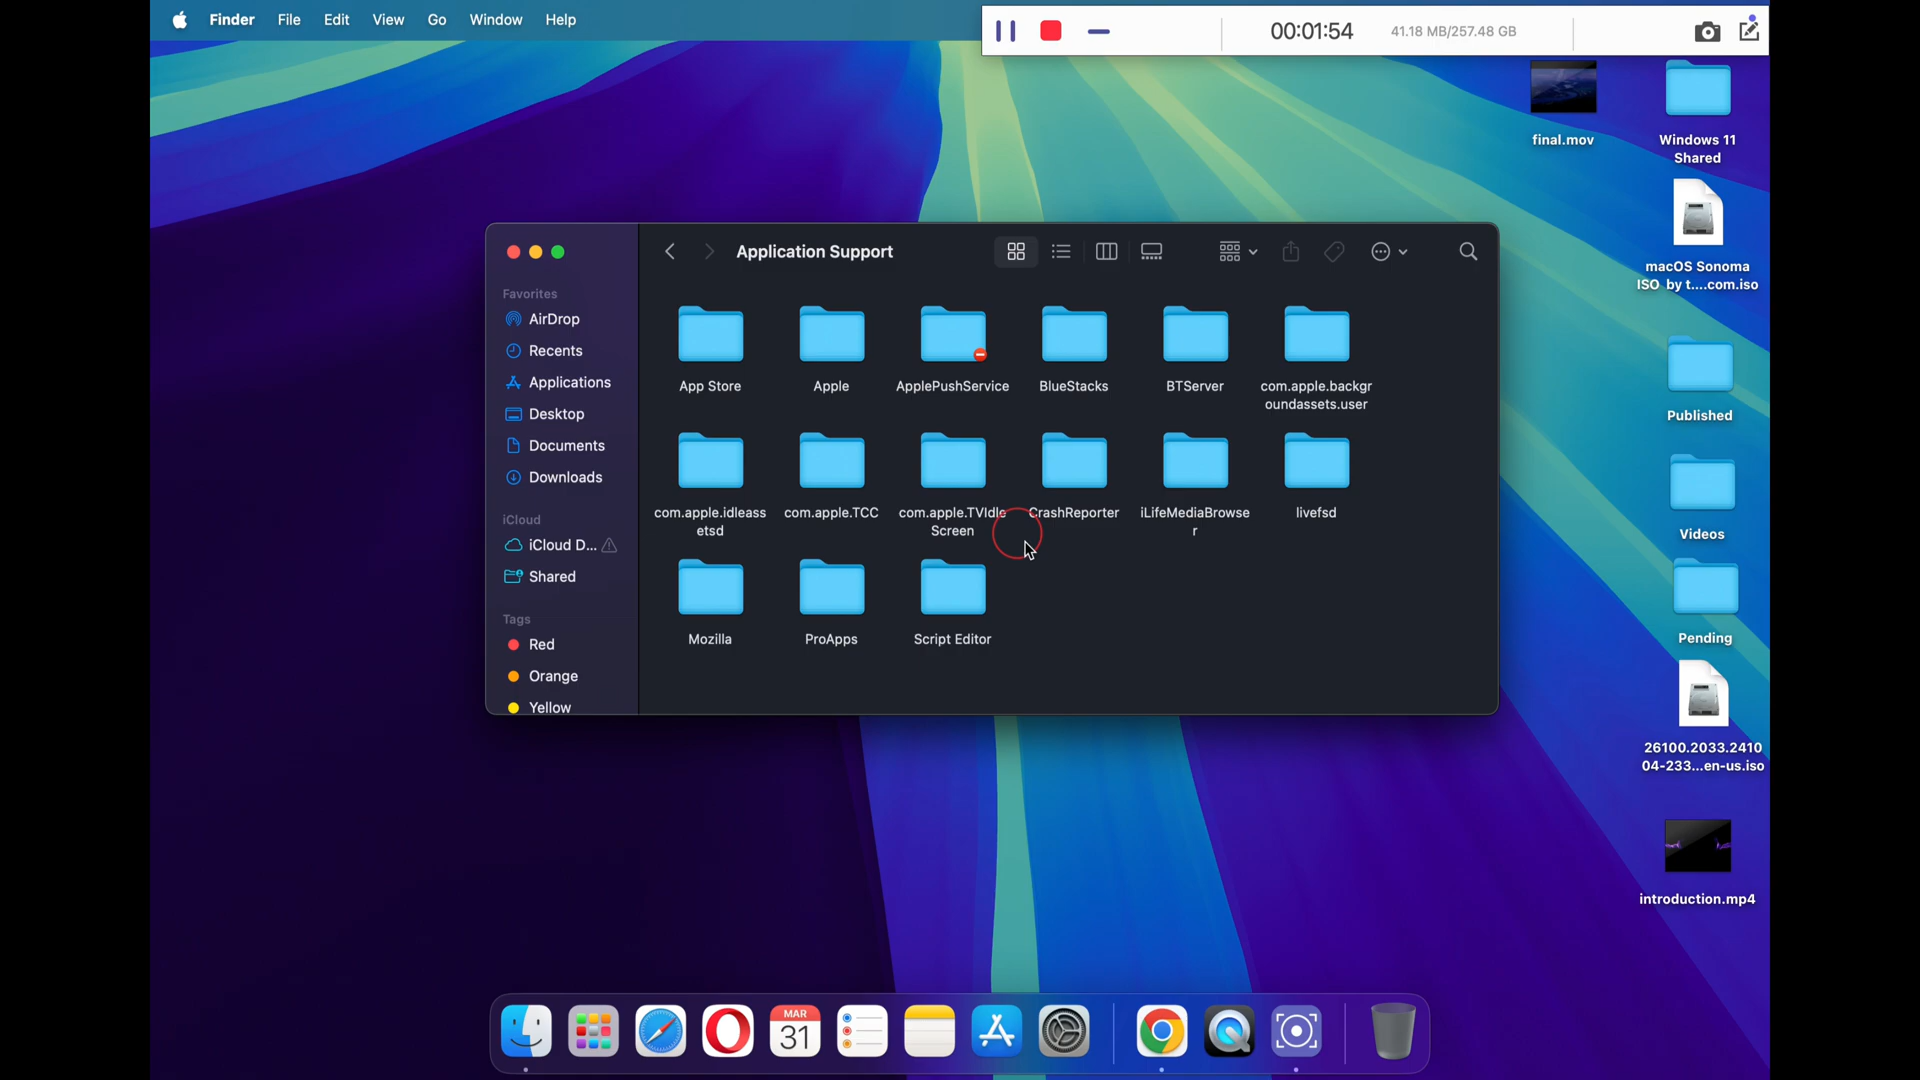 Finder File Edit View Go Window Help
00:01:54 41.18 MB/257.48 GB
final.mov
Windows 11
Shared
macOS Sonoma
ISO by t....com.iso
Published
Videos
Pending
26100.2033.2410
04-233...en-us.iso
introduction.mp4
Application Support
Favorites
AirDrop
Recents
Applications
Desktop
Documents
Downloads
iCloud
iCloud D...
Shared
Tags
Red
Orange
Yellow
App Store Apple ApplePushService BlueStacks BTServer com.apple.backgr
oundassets.user
com.apple.idleass com.apple.TCC com.apple.TVIdle CrashReporter iLifeMediaBrowse livefsd
etsd Screen r
Mozilla ProApps Script Editor
MAR
31